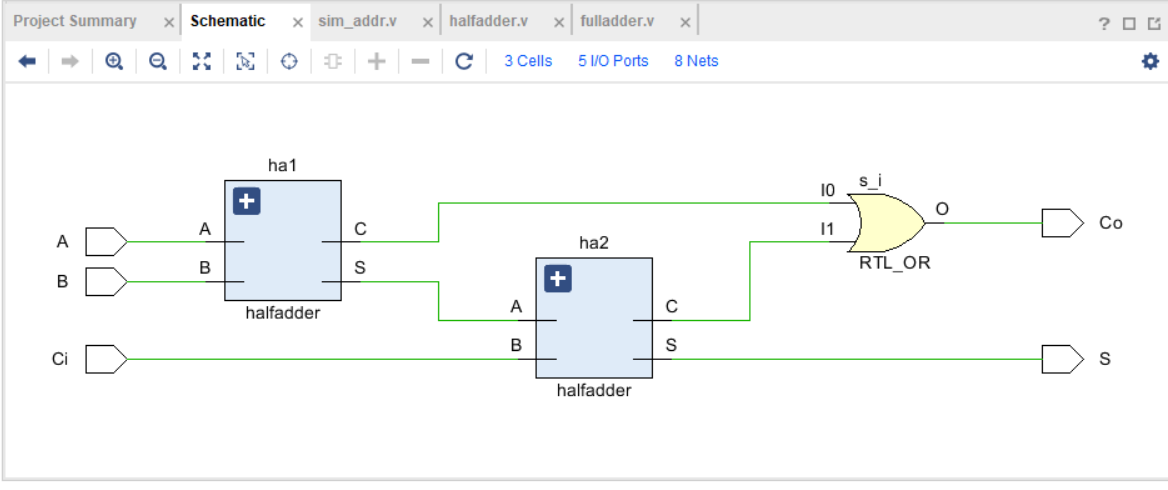 Project Summary × Schematic × sim_addr.v × halfadder.v × fulladder.v × ?
3 Cells 5 I/O Ports 8 Nets
ha1
I0 s_i
A A C O Co
I1
ha2
B B S RTL_OR
halfadder
A C
Ci B S S
halfadder